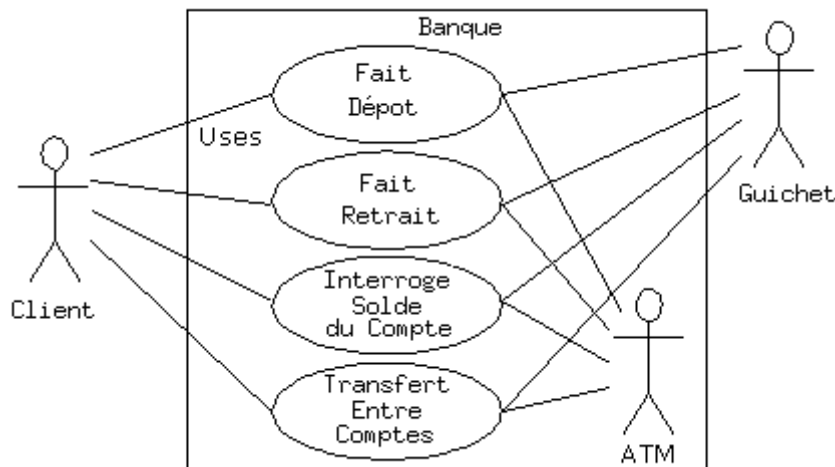 Banque
Fait
Dépot
Uses
Fait
Retrait
Guichet
Interroge
Solde
du Compte
Client
Transfert
Entre
Comptes
ATM